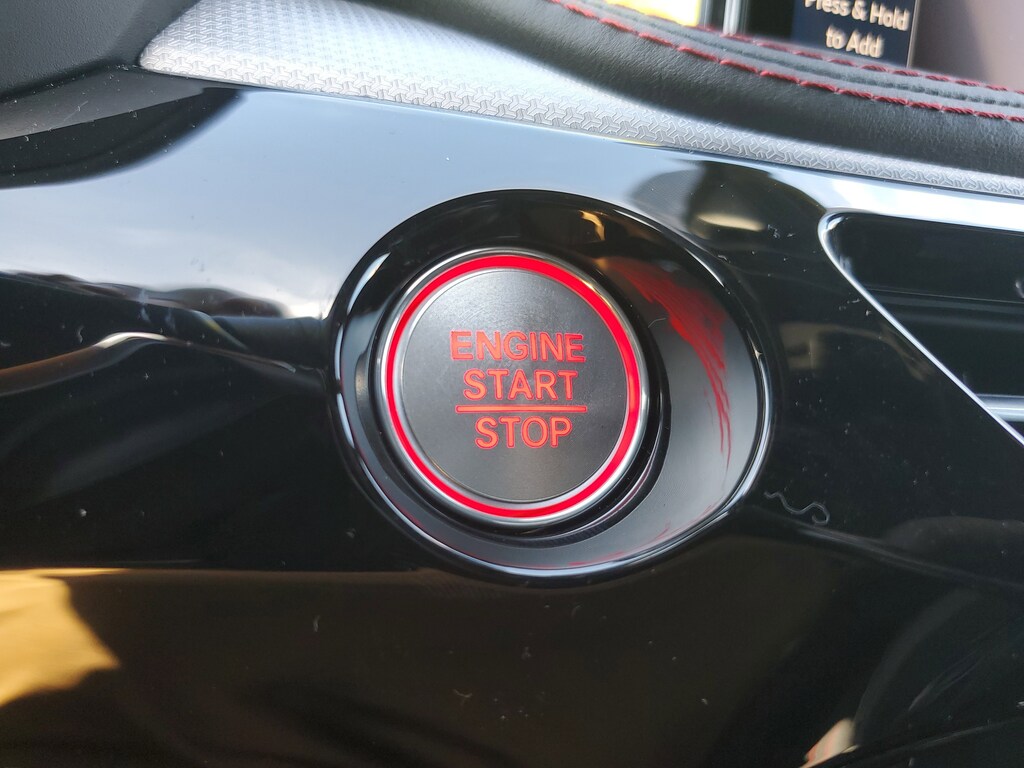 Press & Hold
to Add
ENGINE
START
STOP